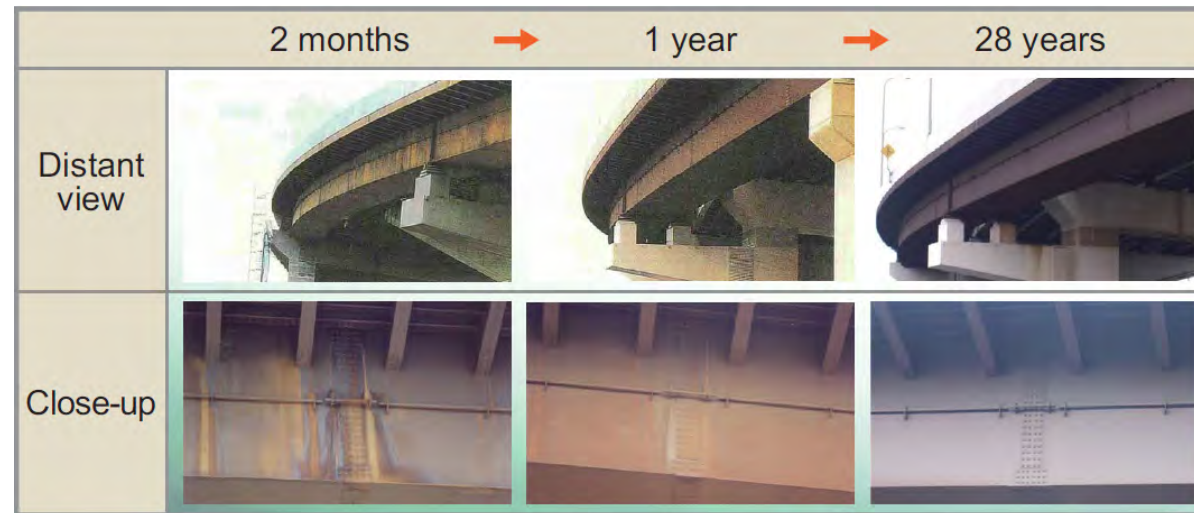 2 months → 1 year → 28 years
Distant
view
Close-up